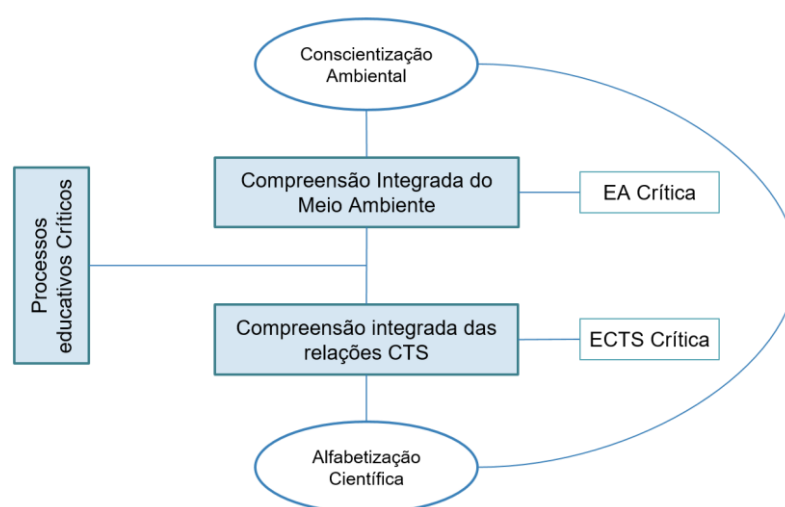 Conscientização
Ambiental
Compreensão Integrada do
Meio Ambiente
EA Crítica
Processos
educativos Críticos
Compreensão integrada das
relações CTS
ECTS Crítica
Alfabetização
Científica